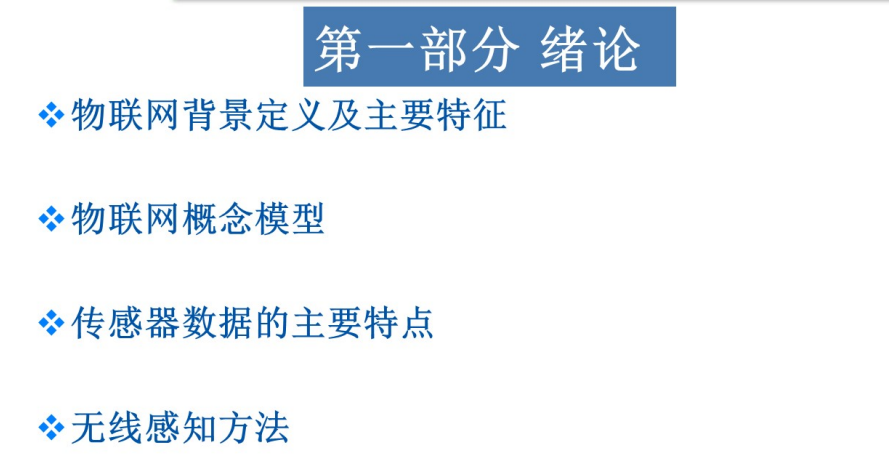 第一部分 绪论
物联网背景定义及主要特征
物联网概念模型
传感器数据的主要特点
无线感知方法